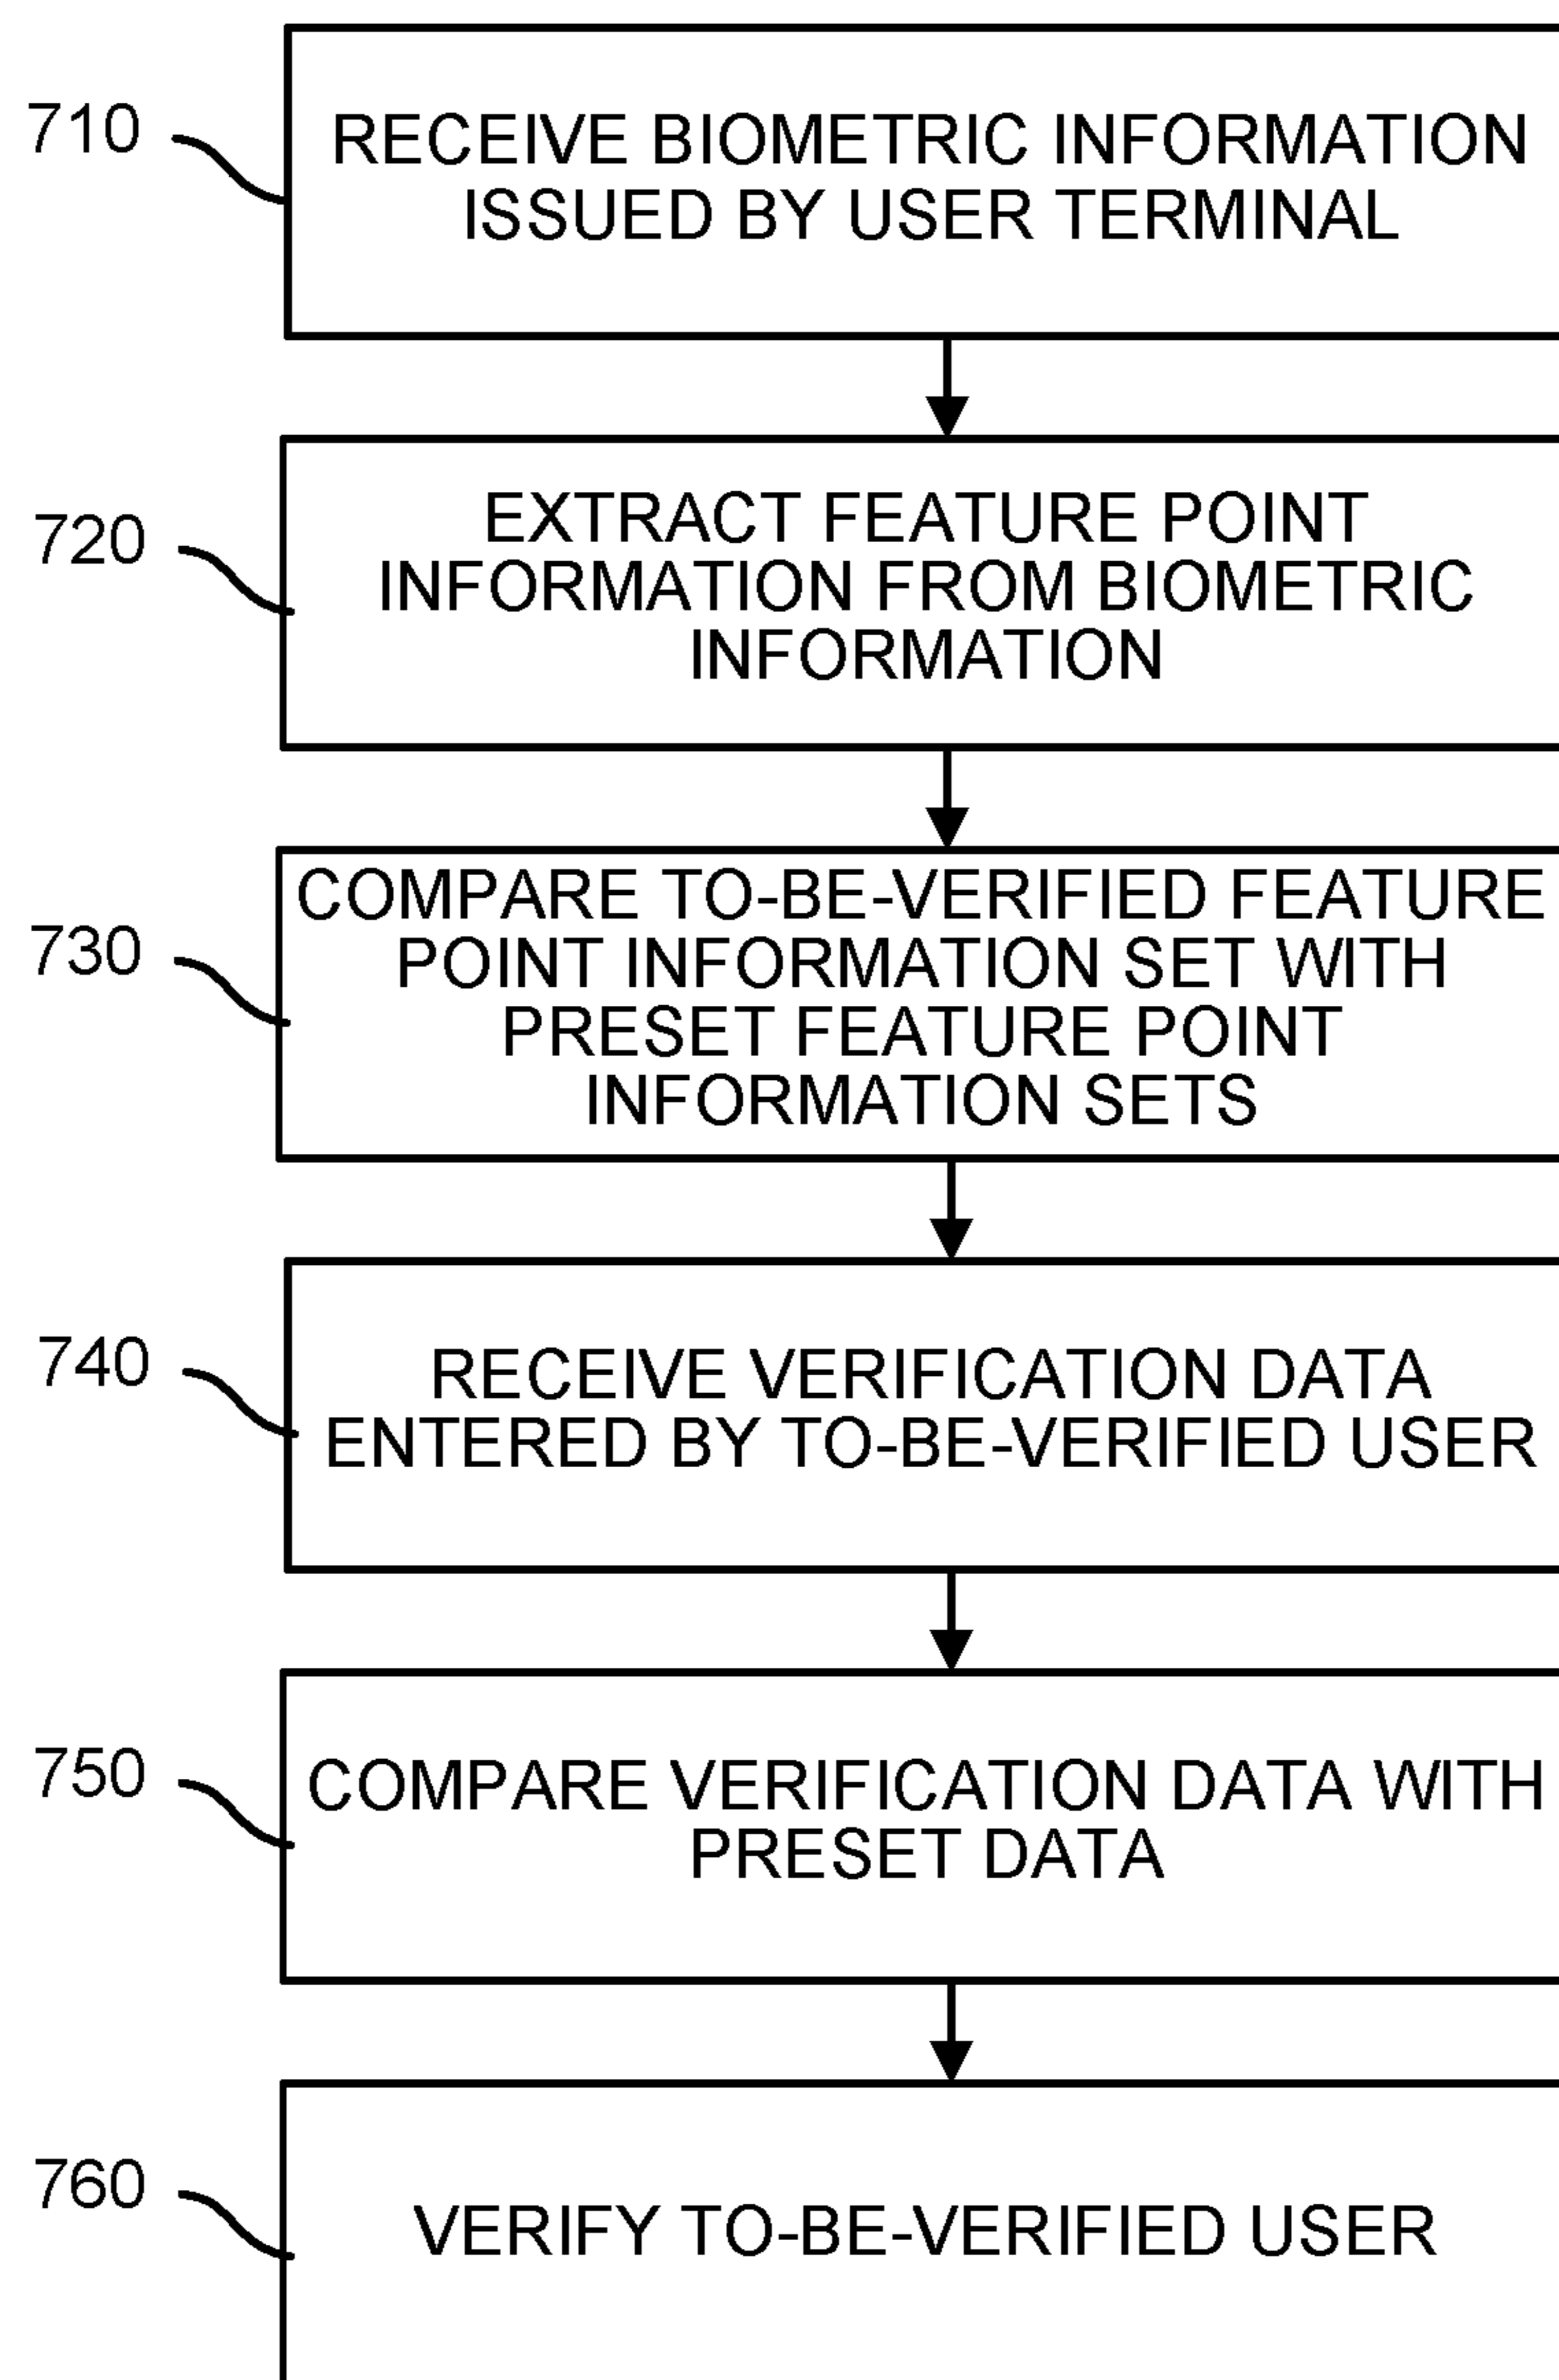 710
RECEIVE BIOMETRIC INFORMATION
ISSUED BY USER TERMINAL
720
EXTRACT FEATURE POINT
INFORMATION FROM BIOMETRIC
INFORMATION
730
COMPARE TO-BE-VERIFIED FEATURE
POINT INFORMATION SET WITH
PRESET FEATURE POINT
INFORMATION SETS
740
RECEIVE VERIFICATION DATA
ENTERED BY TO-BE-VERIFIED USER
750
COMPARE VERIFICATION DATA WITH
PRESET DATA
760
VERIFY TO-BE-VERIFIED USER